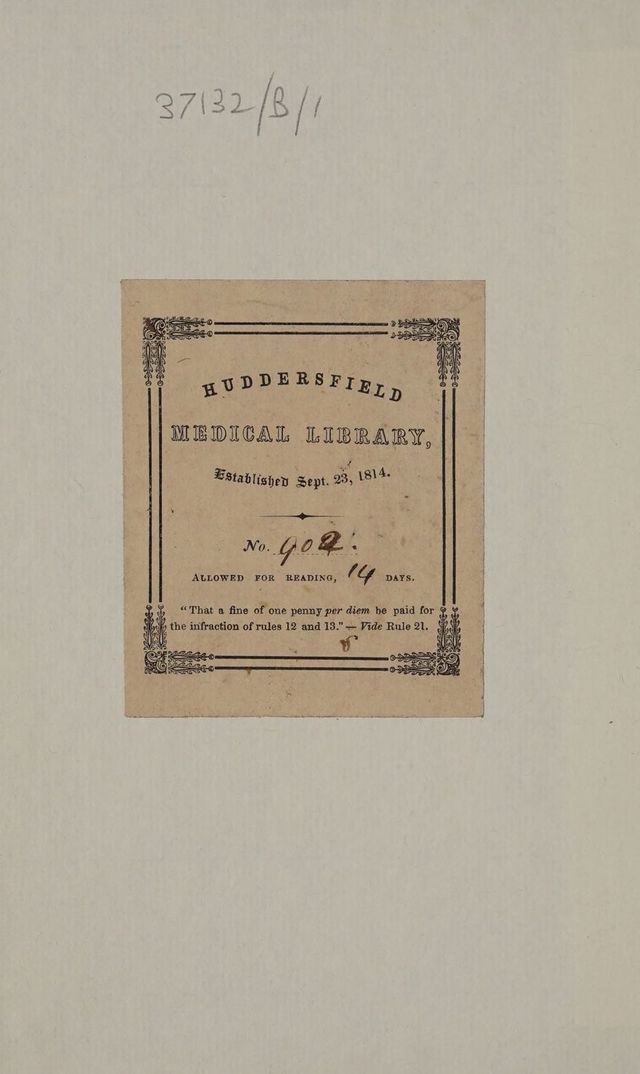 37132/B/1
HUDDERSFIELD
MEDICAL LIBRARY,
Established Sept. 23, 1814.
No. 902.
ALLOWED FOR READING, 14 DAYS.
"That a fine of one penny per diem be paid for
the infraction of rules 12 and 13."— Vide Rule 21.